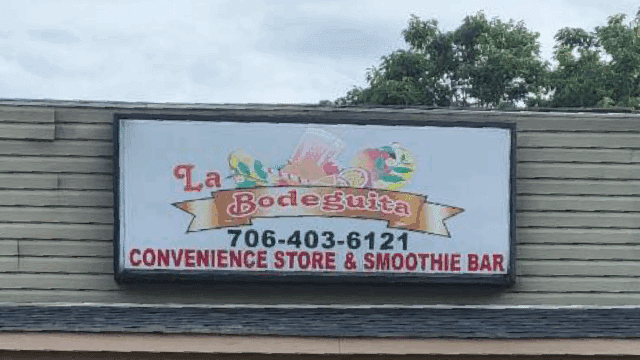 La
Bodeguita
706-403-6121
CONVENIENCE STORE & SMOOTHIE BAR